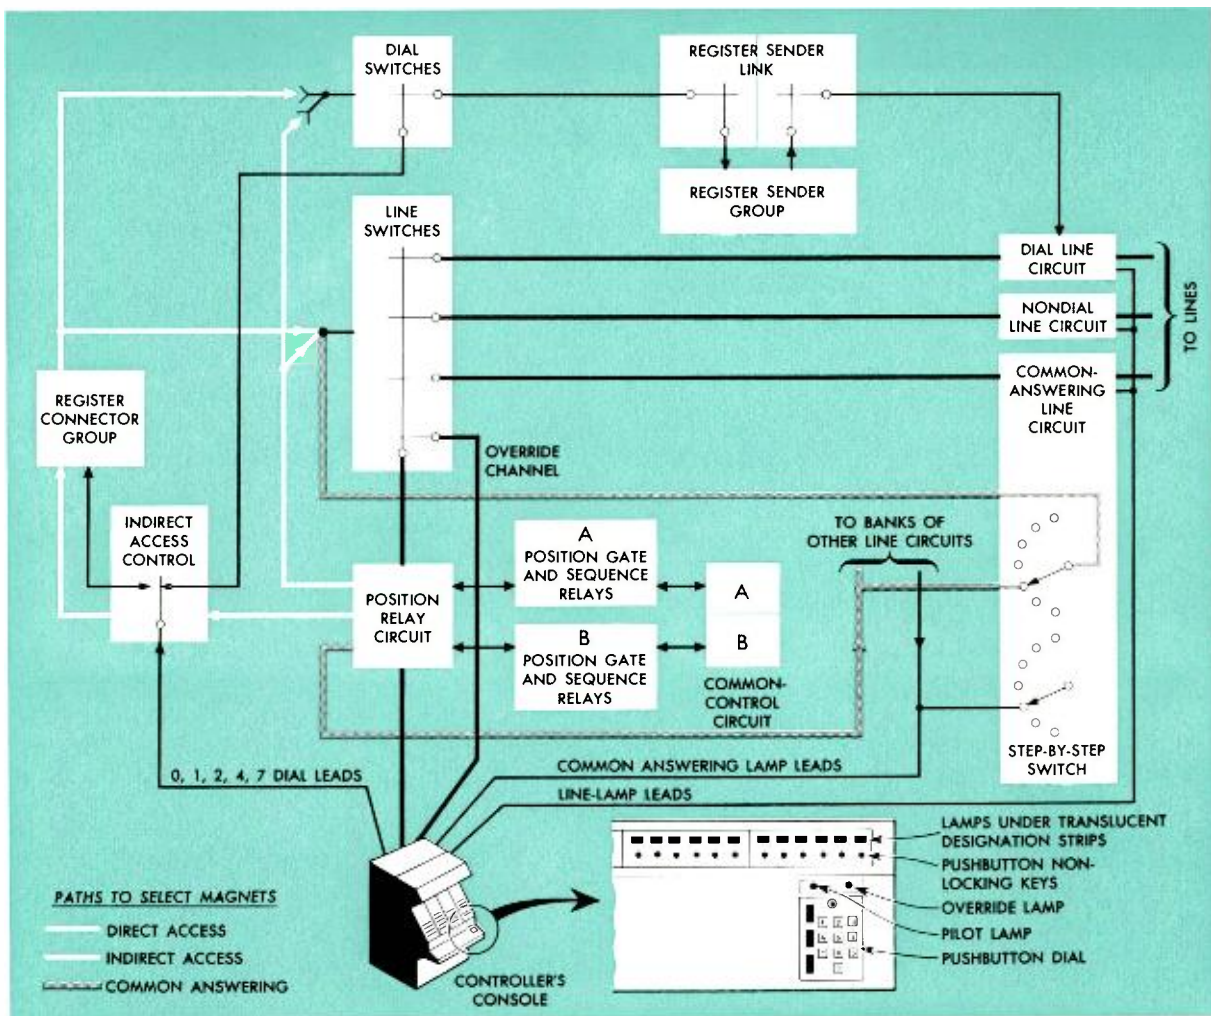 DIAL
SWITCHES
REGISTER SENDER
LINK
REGISTER SENDER
GROUP
LINE
SWITCHES
DIAL LINE
CIRCUIT
NONDIAL
LINE CIRCUIT
TO LINES
COMMON-
ANSWERING
LINE
CIRCUIT
REGISTER
CONNECTOR
GROUP
OVERRIDE
CHANNEL
INDIRECT
ACCESS
CONTROL
A
POSITION GATE
AND SEQUENCE
RELAYS
TO BANKS OF
OTHER LINE CIRCUITS
POSITION
RELAY
CIRCUIT
A
B
B
POSITION GATE
AND SEQUENCE
RELAYS
COMMON-
CONTROL
CIRCUIT
STEP-BY-STEP
SWITCH
0, 1, 2, 4, 7 DIAL LEADS
COMMON ANSWERING LAMP LEADS
LINE-LAMP LEADS
LAMPS UNDER TRANSLUCENT
DESIGNATION STRIPS
PUSHBUTTON NON-
LOCKING KEYS
OVERRIDE LAMP
PILOT LAMP
PUSHBUTTON DIAL
PATHS TO SELECT MAGNETS
DIRECT ACCESS
INDIRECT ACCESS
COMMON ANSWERING
CONTROLLER'S
CONSOLE